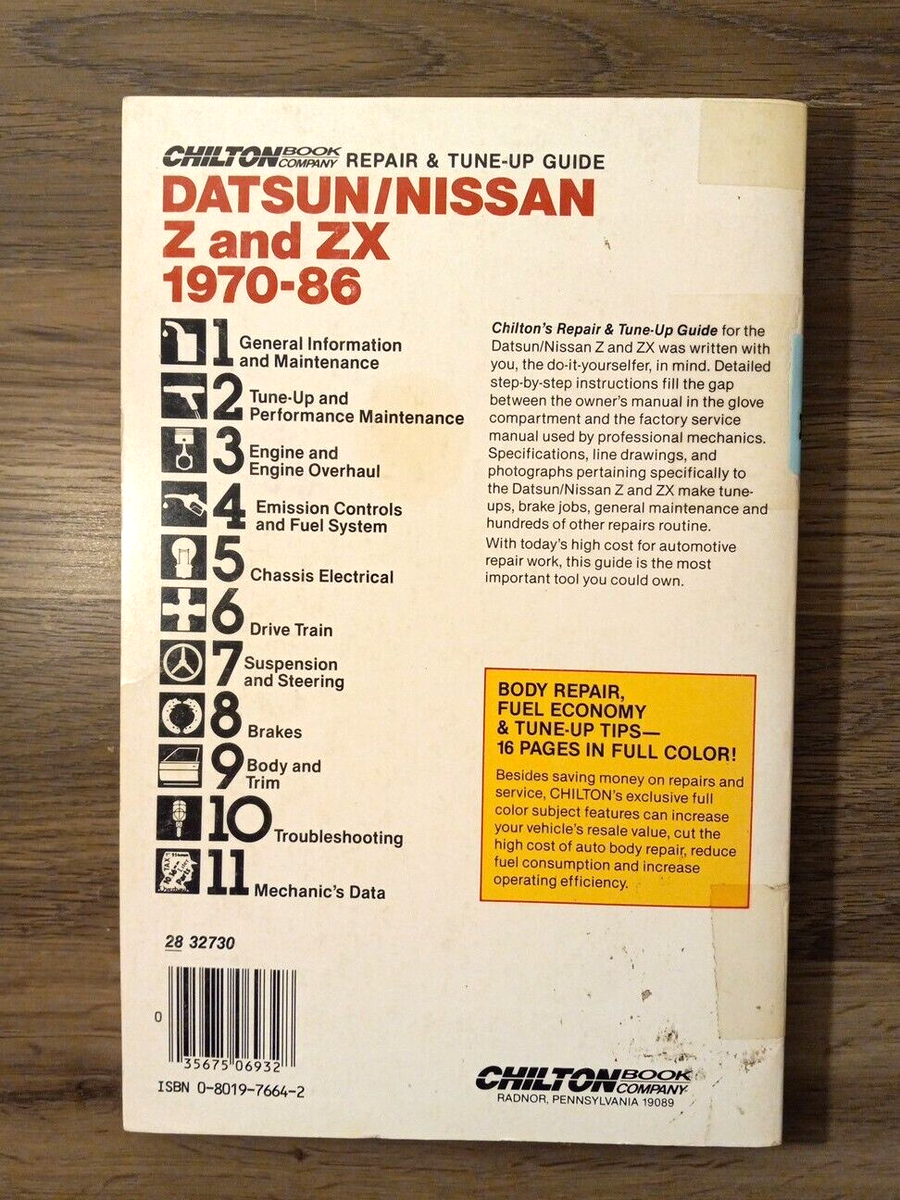 CHILTON BOOK COMPANY REPAIR & TUNE-UP GUIDE
DATSUN/NISSAN
Z and ZX
1970-86
1 General Information
and Maintenance
2 Tune-Up and
Performance Maintenance
3 Engine and
Engine Overhaul
4 Emission Controls
and Fuel System
5 Chassis Electrical
6 Drive Train
7 Suspension
and Steering
8 Brakes
9 Body and
Trim
10 Troubleshooting
11 Mechanic's Data
28 32730
0
35675 06932
ISBN 0-8019-7664-2
Chilton's Repair & Tune-Up Guide for the
Datsun/Nissan Z and ZX was written with
you, the do-it-yourselfer, in mind. Detailed
step-by-step instructions fill the gap
between the owner's manual in the glove
compartment and the factory service
manual used by professional mechanics.
Specifications, line drawings, and
photographs pertaining specifically to
the Datsun/Nissan Z and ZX make tune-
ups, brake jobs, general maintenance and
hundreds of other repairs routine.
With today's high cost for automotive
repair work, this guide is the most
important tool you could own.
BODY REPAIR,
FUEL ECONOMY
& TUNE-UP TIPS—
16 PAGES IN FULL COLOR!
Besides saving money on repairs and
service, CHILTON's exclusive full
color subject features can increase
your vehicle's resale value, cut the
high cost of auto body repair, reduce
fuel consumption and increase
operating efficiency.
CHILTON BOOK COMPANY
RADNOR, PENNSYLVANIA 19089